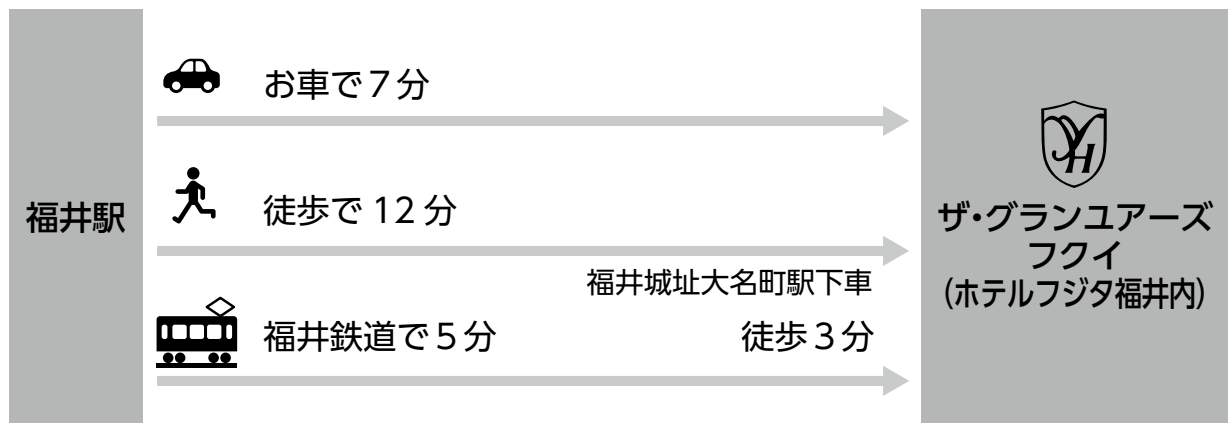 福井駅
お車で7分
徒歩で 12 分
福井城址大名町駅下車
福井鉄道で5分 徒歩3分
YH
ザ・グランユアーズ
フクイ
(ホテルフジタ福井内)